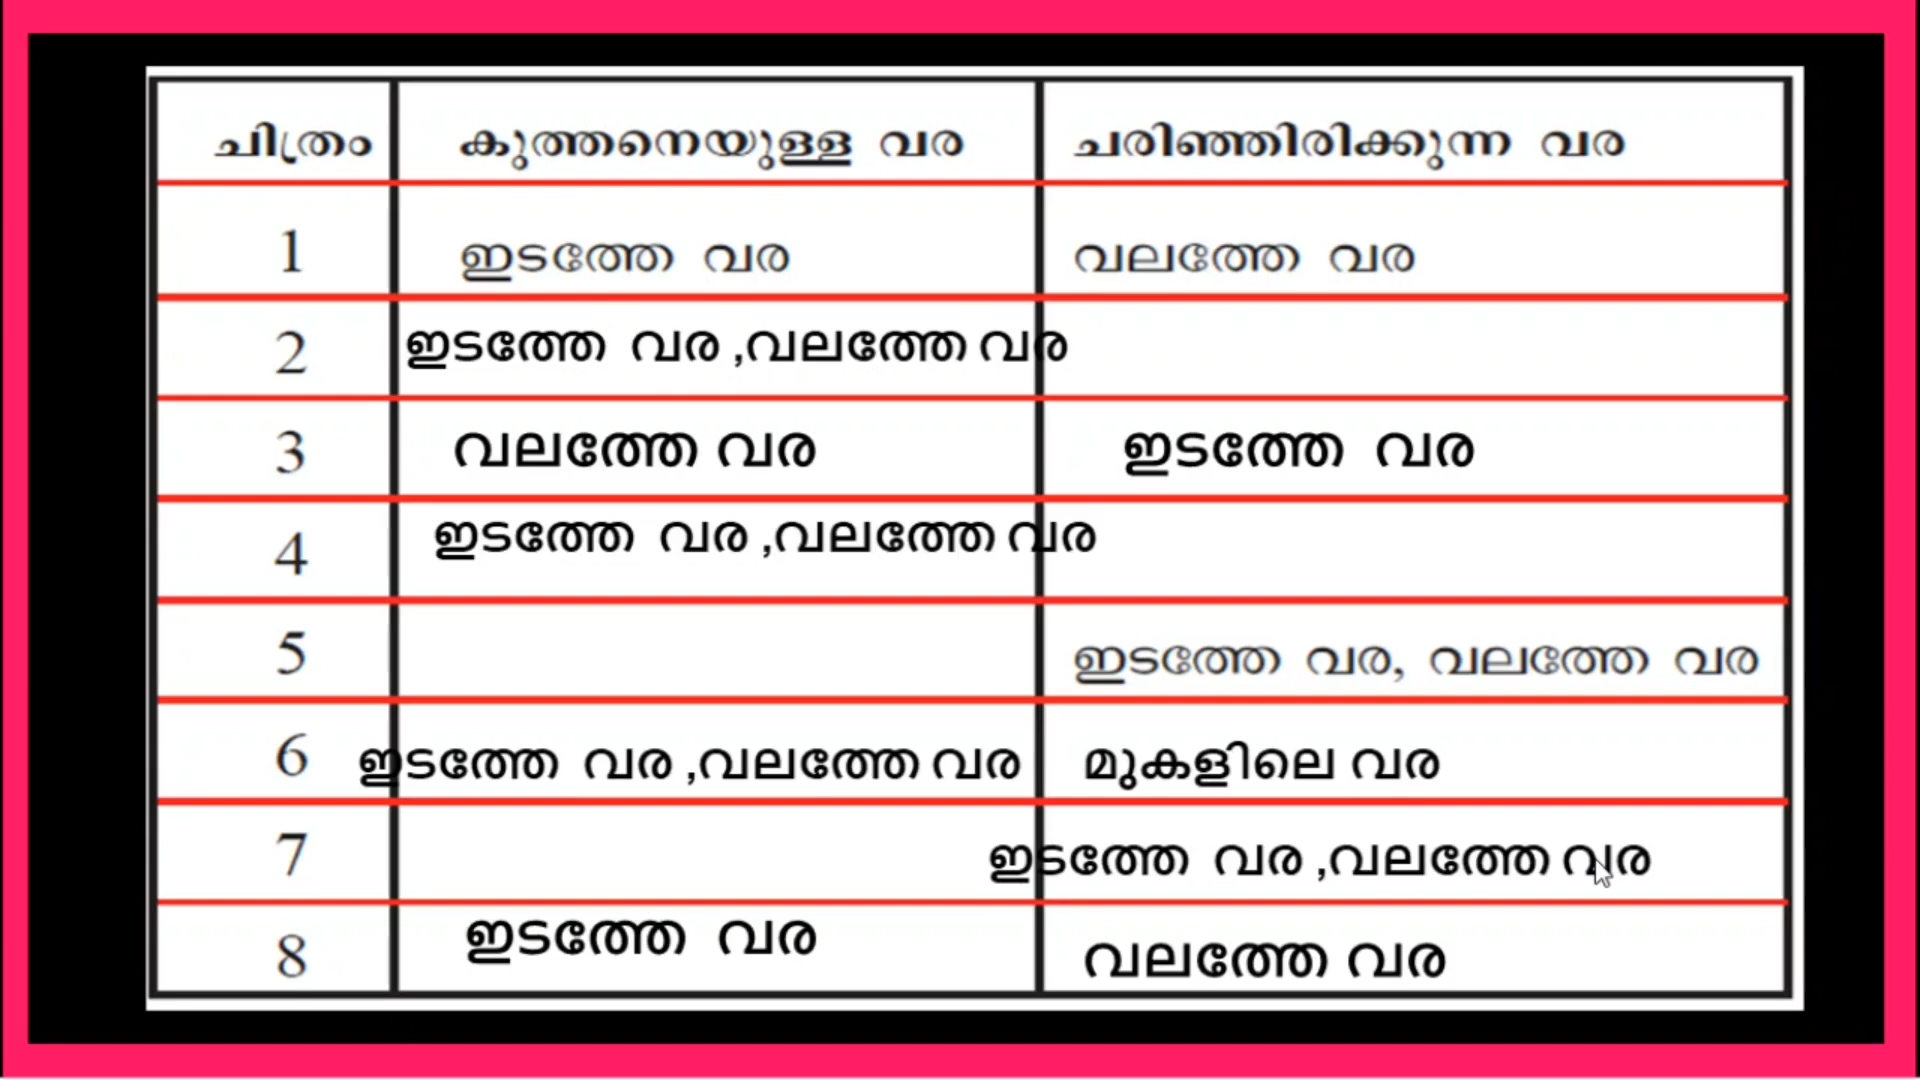 ചിത്രം കുത്തനെയുള്ള വര ചരിഞ്ഞിരിക്കുന്ന വര
1 ഇടത്തേ വര വലത്തേ വര
2 ഇടത്തേ വര ,വലത്തേ വര
3 വലത്തേ വര ഇടത്തേ വര
4 ഇടത്തേ വര ,വലത്തേ വര
5 ഇടത്തേ വര, വലത്തേ വര
6 ഇടത്തേ വര ,വലത്തേ വര മുകളിലെ വര
7 ഇടത്തേ വര ,വലത്തേ വര
8 ഇടത്തേ വര വലത്തേ വര